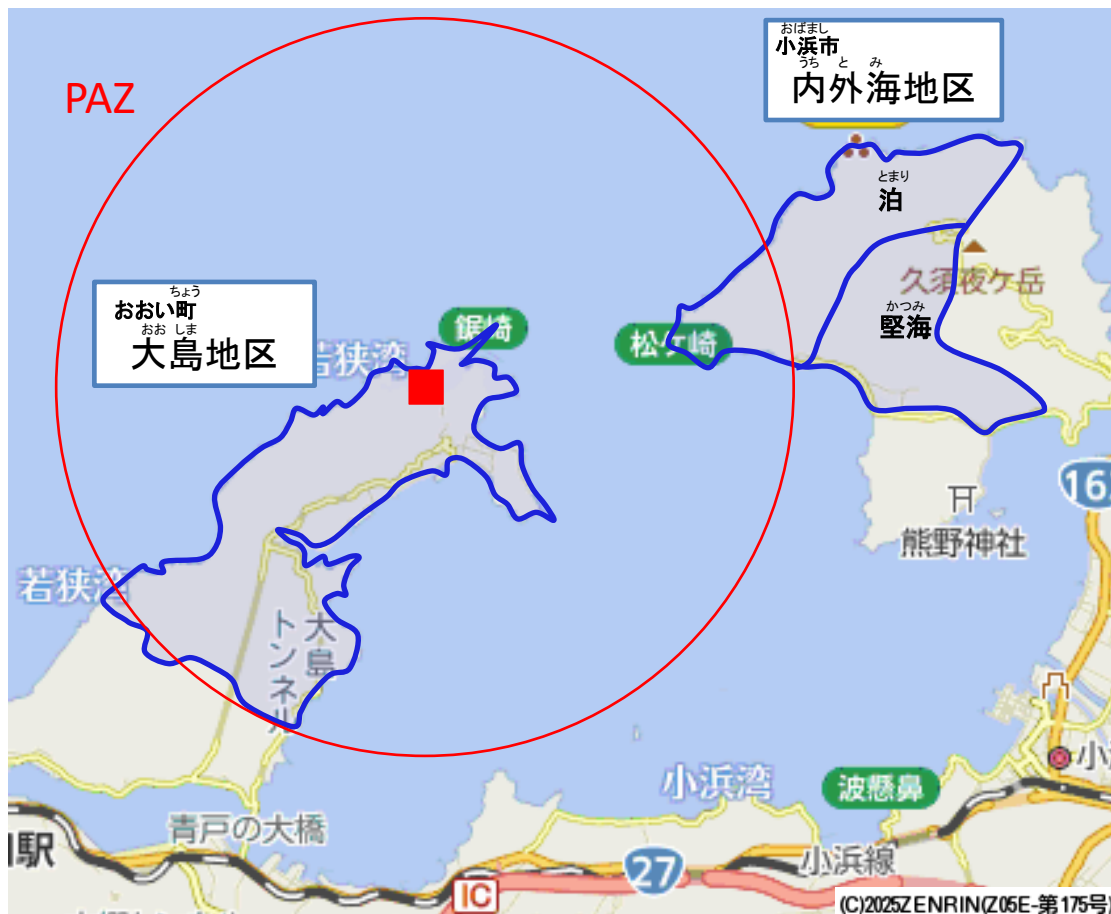 PAZ
おばまし
小浜市
うち と み
内外海地区
とまり
泊
久須夜ケ岳
かつみ
堅海
ちょう
おおい町
おお しま
大島地区
鋸崎
若狭湾
松ケ崎
熊野神社
若狭湾
大島
トンネル
小浜湾
波懸鼻
青戸の大橋
駅
27
小浜線
IC
(C)2025ZENRIN(Z05E-第175号)